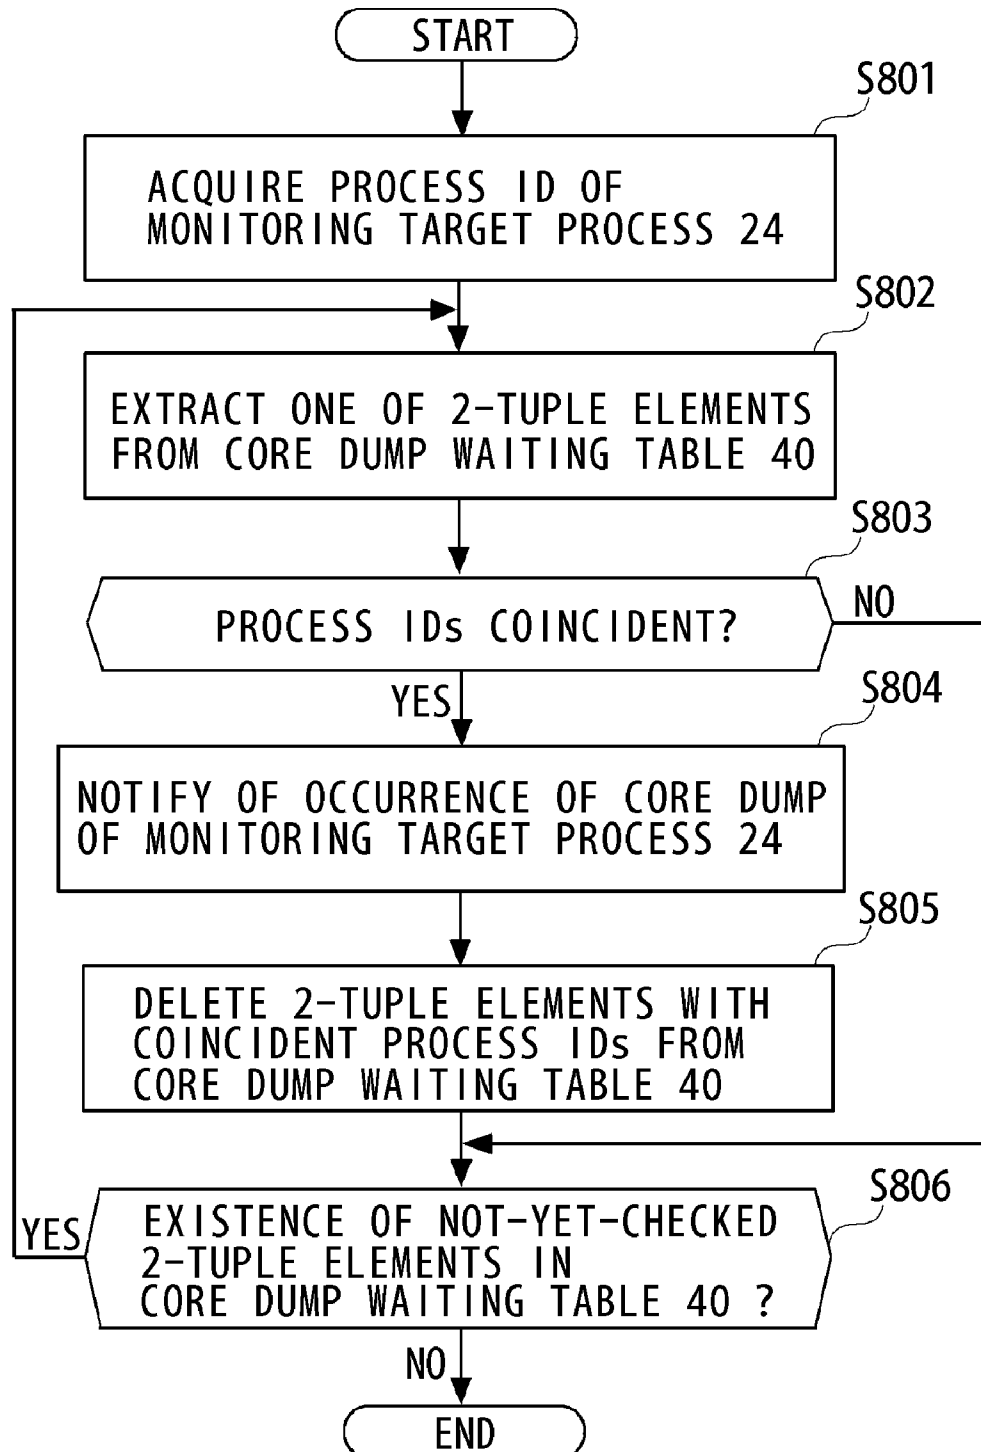 START
S801
ACQUIRE PROCESS ID OF
MONITORING TARGET PROCESS 24
S802
EXTRACT ONE OF 2-TUPLE ELEMENTS
FROM CORE DUMP WAITING TABLE 40
S803
PROCESS IDs COINCIDENT?
NO
YES
S804
NOTIFY OF OCCURRENCE OF CORE DUMP
OF MONITORING TARGET PROCESS 24
S805
DELETE 2-TUPLE ELEMENTS WITH
COINCIDENT PROCESS IDs FROM
CORE DUMP WAITING TABLE 40
S806
YES
EXISTENCE OF NOT-YET-CHECKED
2-TUPLE ELEMENTS IN
CORE DUMP WAITING TABLE 40 ?
NO
END